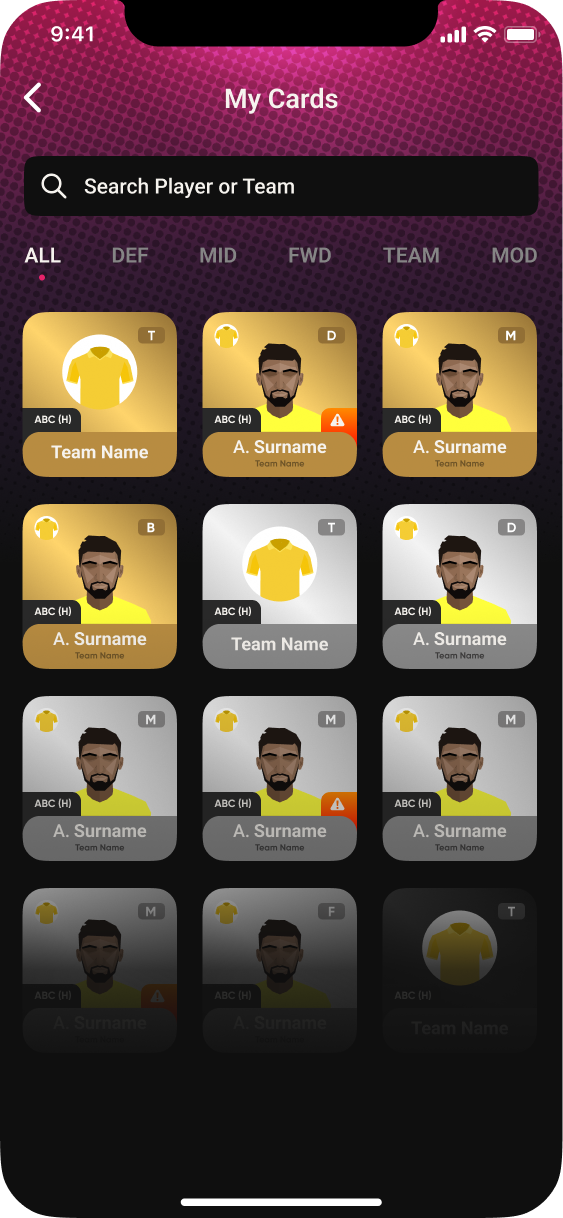 9:41
My Cards
Search Player or Team
ALL DEF MID FWD TEAM MOD
T D M
ABC (H) ABC (H) ABC (H)
Team Name A. Surname A. Surname
Team Name Team Name
B T D
ABC (H) ABC (H) ABC (H)
A. Surname Team Name A. Surname
Team Name Team Name
M M M
ABC (H) ABC (H) ABC (H)
A. Surname A. Surname A. Surname
Team Name Team Name Team Name
M F T
ABC (H) ABC (H) ABC (H)
A. Surname A. Surname Team Name